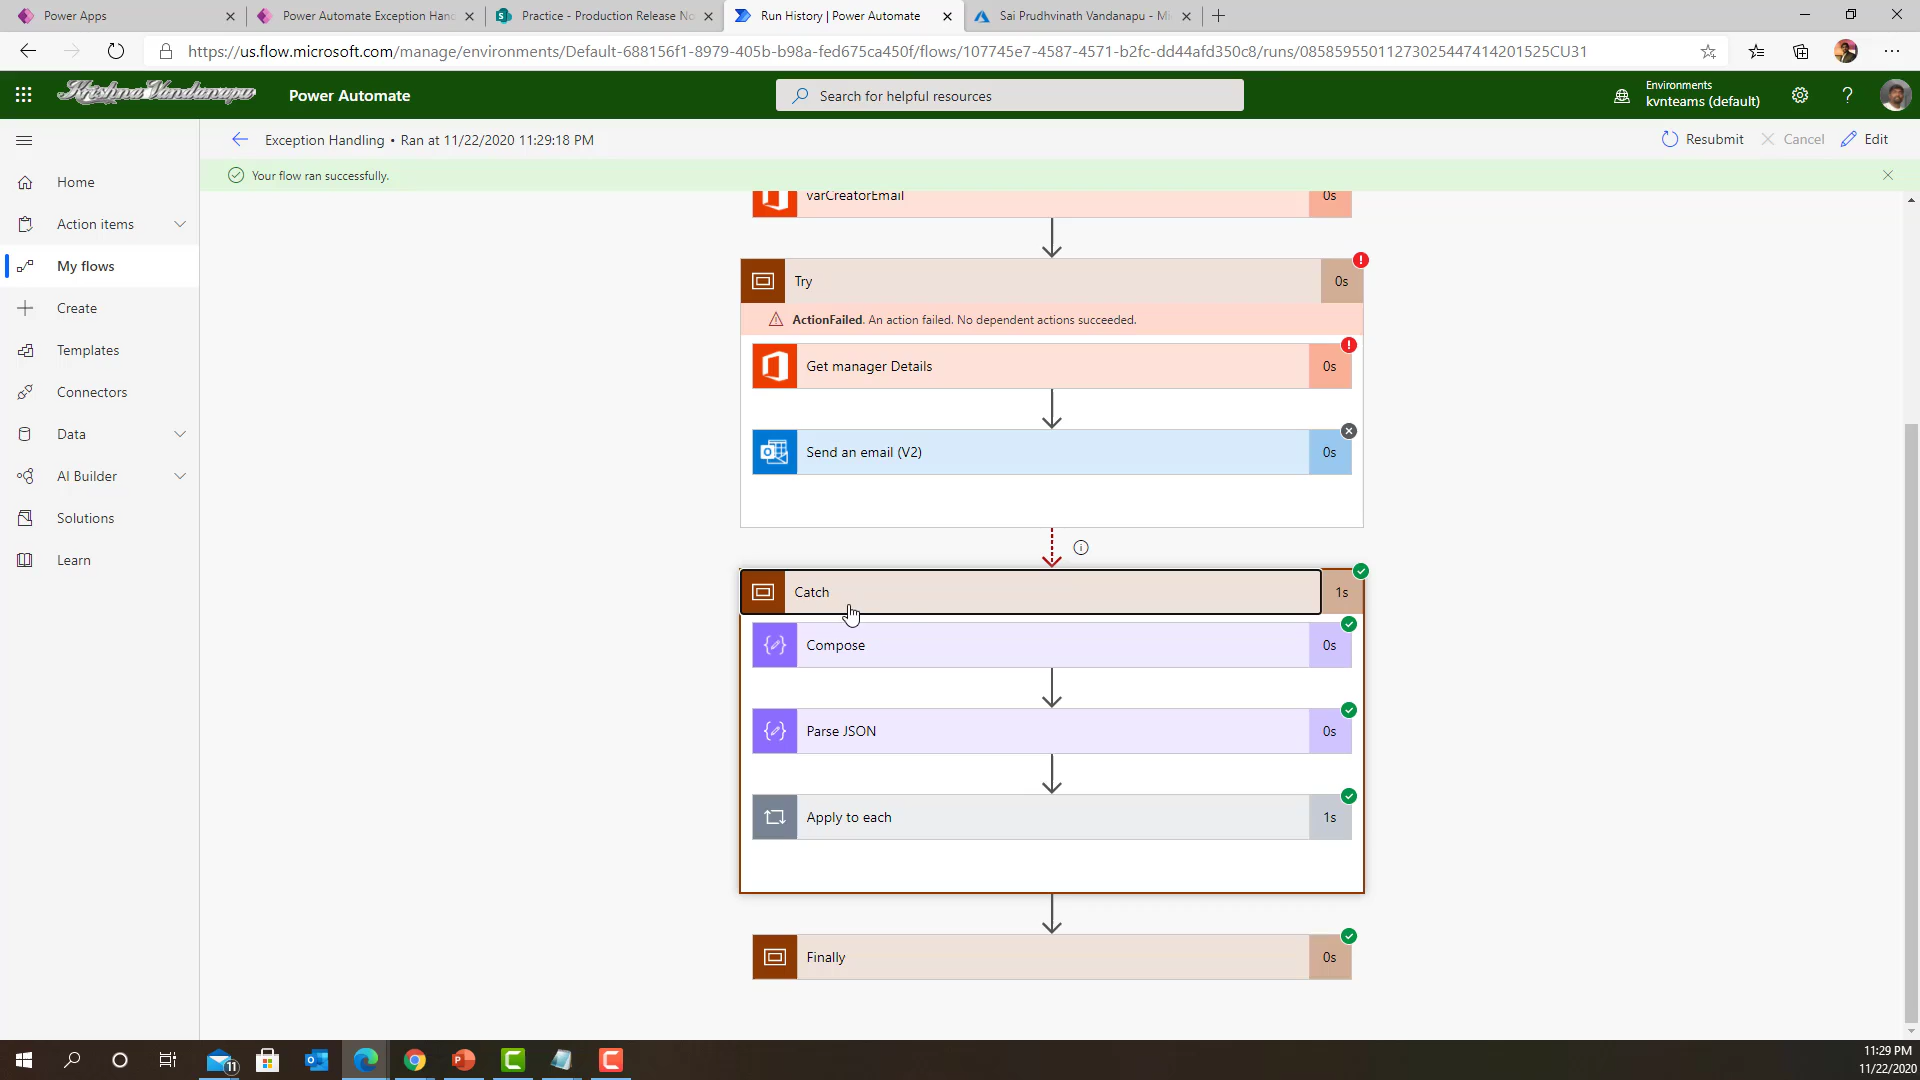 Power Apps
Power Automate Exception Hand
Practice - Production Release No
Run History | Power Automate
Sai Prudhvinath Vandanapu - Mi
https://us.flow.microsoft.com/manage/environments/Default-688156f1-8979-405b-b98a-fed675ca450f/flows/107745e7-4587-4571-b2fc-dd44afd350c8/runs/08585955011273025447414201525CU31
Krishna Vandanapu
Power Automate
Search for helpful resources
Environments
kvnteams (default)
Exception Handling • Ran at 11/22/2020 11:29:18 PM
Resubmit
Cancel
Edit
Your flow ran successfully.
Home
Action items
My flows
Create
Templates
Connectors
Data
AI Builder
Solutions
Learn
varCreatorEmail
0s
Try
0s
ActionFailed. An action failed. No dependent actions succeeded.
Get manager Details
0s
Send an email (V2)
0s
Catch
1s
Compose
0s
Parse JSON
0s
Apply to each
1s
Finally
0s
11
11:29 PM
11/22/2020